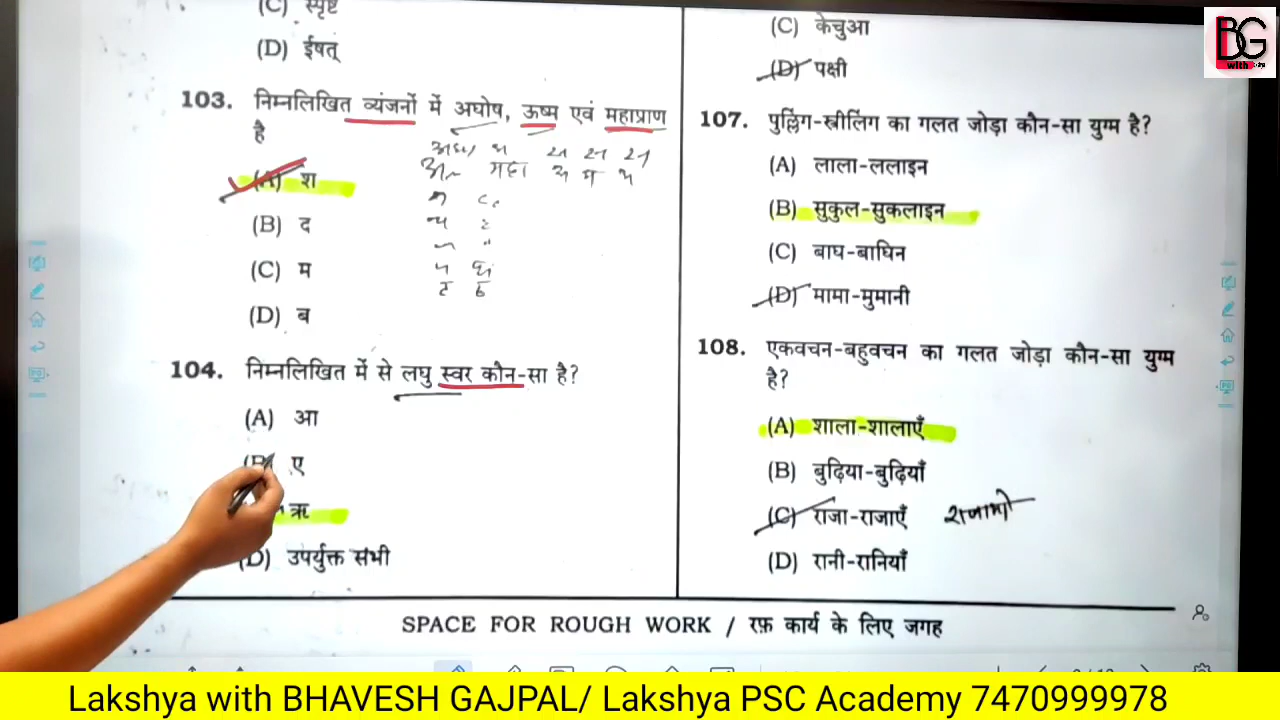 (C) स्पृष्ट
(D) ईषत्
103. निम्नलिखित व्यंजनों में अघोष, ऊष्म एवं महाप्राण
है
(A) श
(B) द
(C) म
(D) ब
104. निम्नलिखित में से लघु स्वर कौन-सा है?
(A) आ
(B) ए
ऋ
(D) उपर्युक्त सभी
(C) केचुआ
(D) पक्षी
107. पुल्लिंग-स्त्रीलिंग का गलत जोड़ा कौन-सा युग्म है?
(A) लाला-ललाइन
(B) सुकुल-सुकलाइन
(C) बाघ-बाघिन
(D) मामा-मुमानी
108. एकवचन-बहुवचन का गलत जोड़ा कौन-सा युग्म
है?
(A) शाला-शालाएँ
(B) बुढ़िया-बुढ़ियाँ
(C) राजा-राजाएँ
(D) रानी-रानियाँ
SPACE FOR ROUGH WORK / रफ़ कार्य के लिए जगह
BG
with
Lakshya with BHAVESH GAJPAL/ Lakshya PSC Academy 7470999978